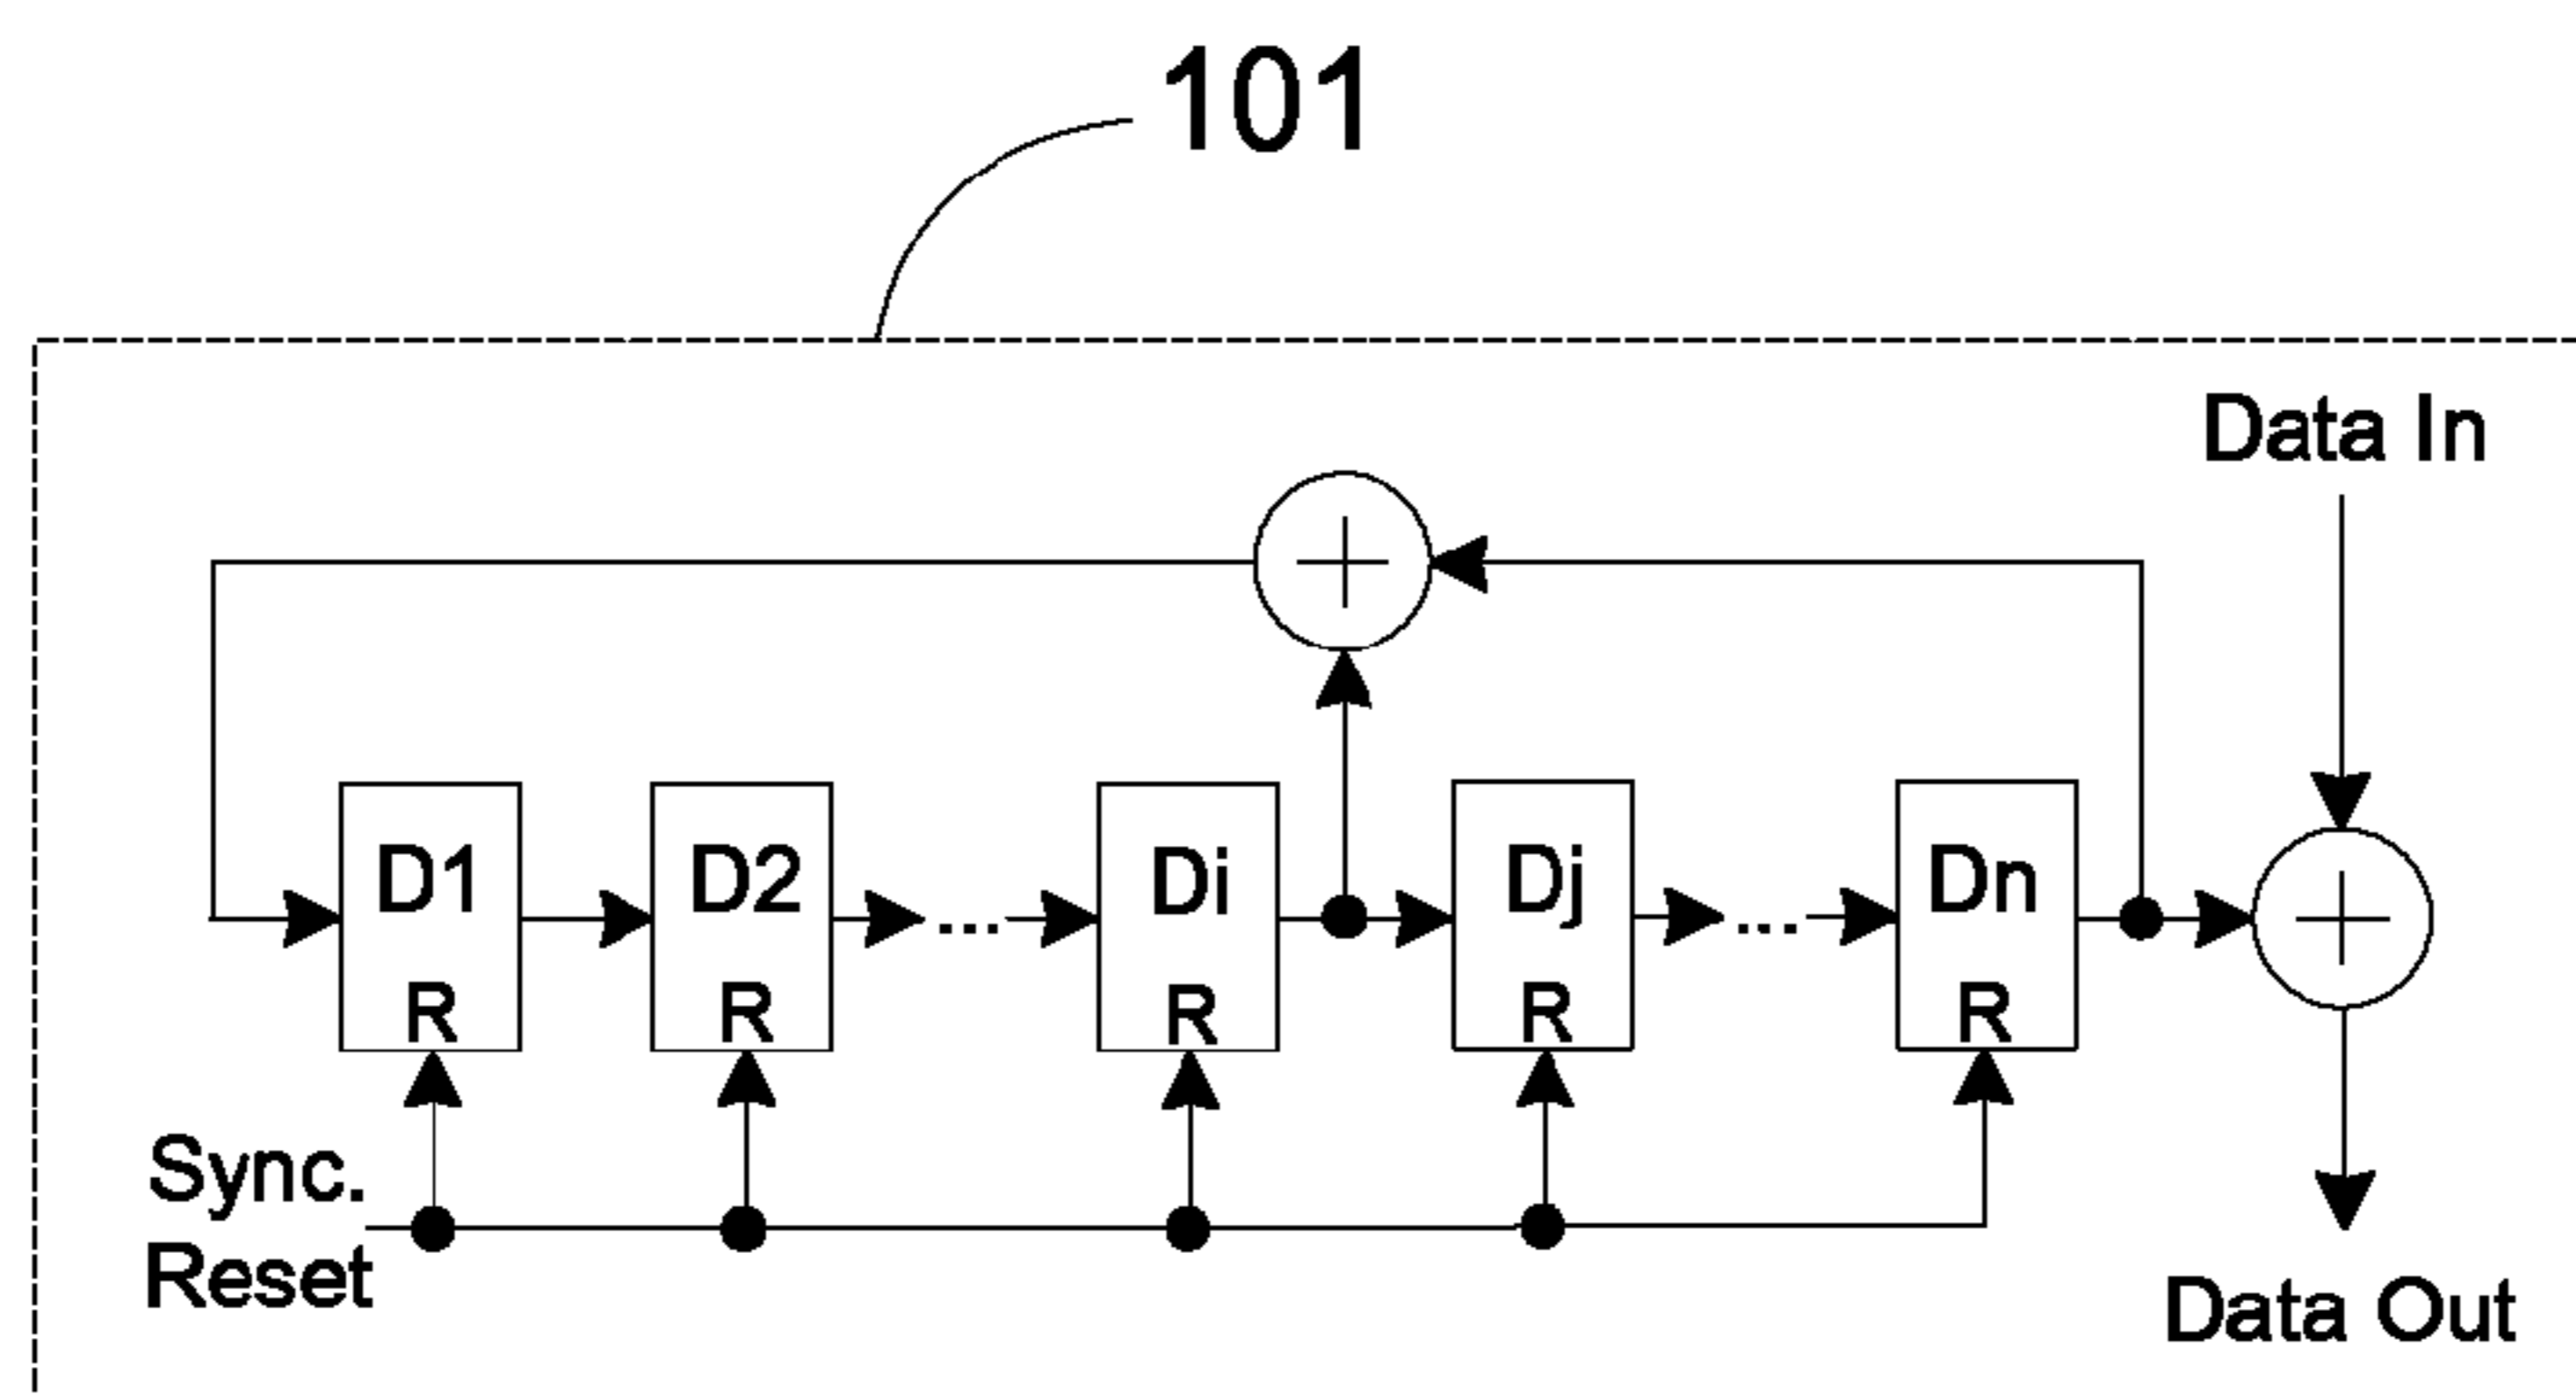 101
Data In
D1
D2
Di
Dj
Dn
...
...
R
R
R
R
R
Sync.
Reset
Data Out